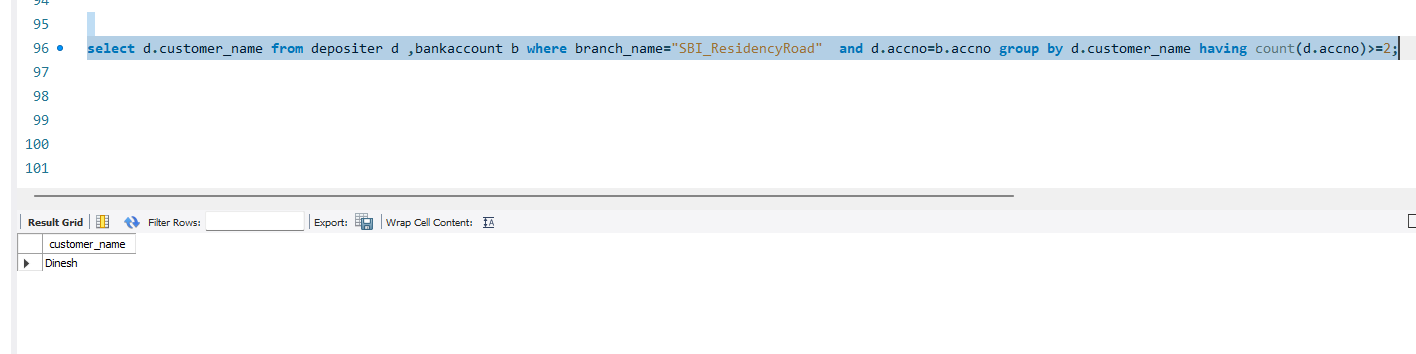 94
95
96 select d.customer_name from depositer d ,bankaccount b where branch_name="SBI_ResidencyRoad"  and d.accno=b.accno group by d.customer_name having count(d.accno)>=2;
97
98
99
100
101
Result Grid Filter Rows: Export: Wrap Cell Content: IA
customer_name
Dinesh